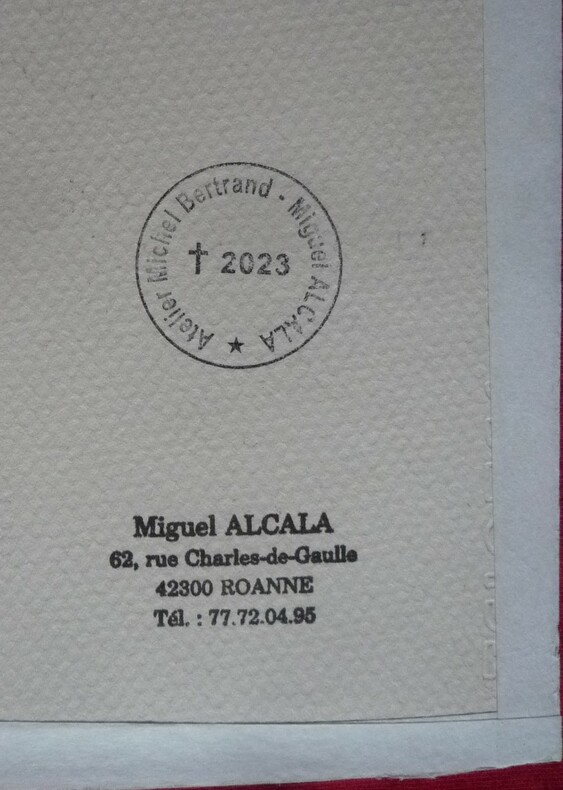 Atelier Michel Bertrand - Miguel ALCALA ★
† 2023
Miguel ALCALA
62, rue Charles-de-Gaulle
42300 ROANNE
Tél. : 77.72.04.95